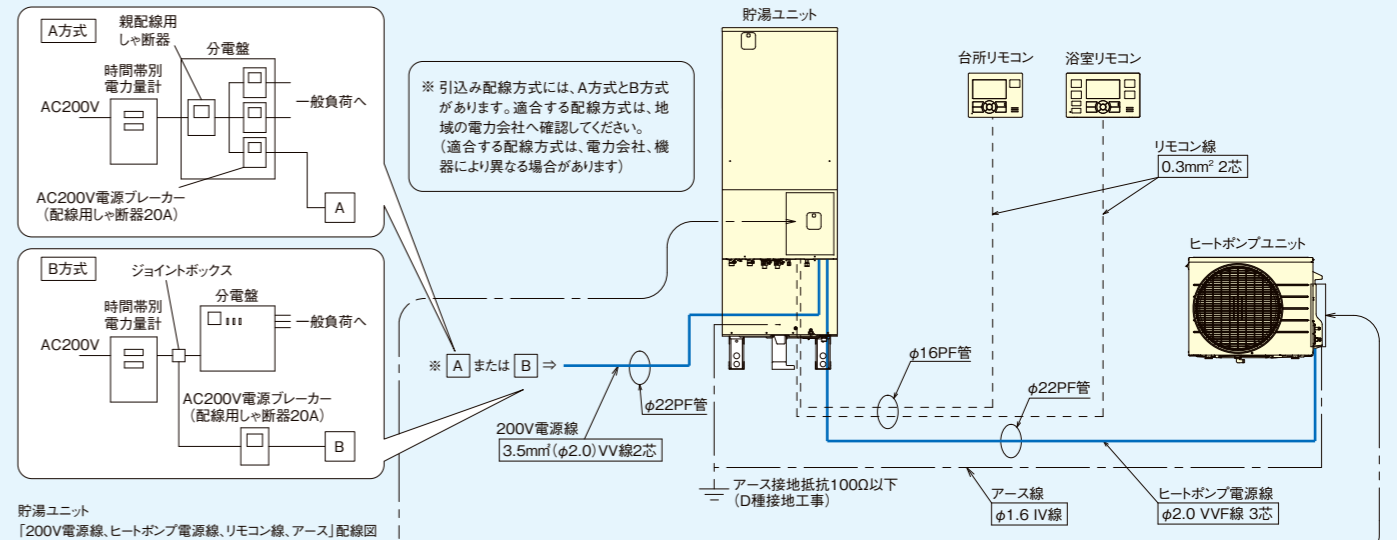 A方式
親配線用
しゃ断器
分電盤
時間帯別
電力量計
AC200V
一般負荷へ
AC200V電源ブレーカー
（配線用しゃ断器20A）
A
B方式
ジョイントボックス
分電盤
時間帯別
電力量計
一般負荷へ
AC200V
AC200V電源ブレーカー
（配線用しゃ断器20A）
B
※ 引込み配線方式には、A方式とB方式
があります。適合する配線方式は、地
域の電力会社へ確認してください。
（適合する配線方式は、電力会社、機
器により異なる場合があります）
貯湯ユニット
台所リモコン
浴室リモコン
リモコン線
0.3mm² 2芯
ヒートポンプユニット
※ A または B ⇒
φ22PF管
200V電源線
3.5㎟（φ2.0）VV線2芯
φ16PF管
φ22PF管
アース接地抵抗100Ω以下
（D種接地工事）
アース線
φ1.6 IV線
ヒートポンプ電源線
φ2.0 VVF線 3芯
貯湯ユニット
「200V電源線、ヒートポンプ電源線、リモコン線、アース」配線図